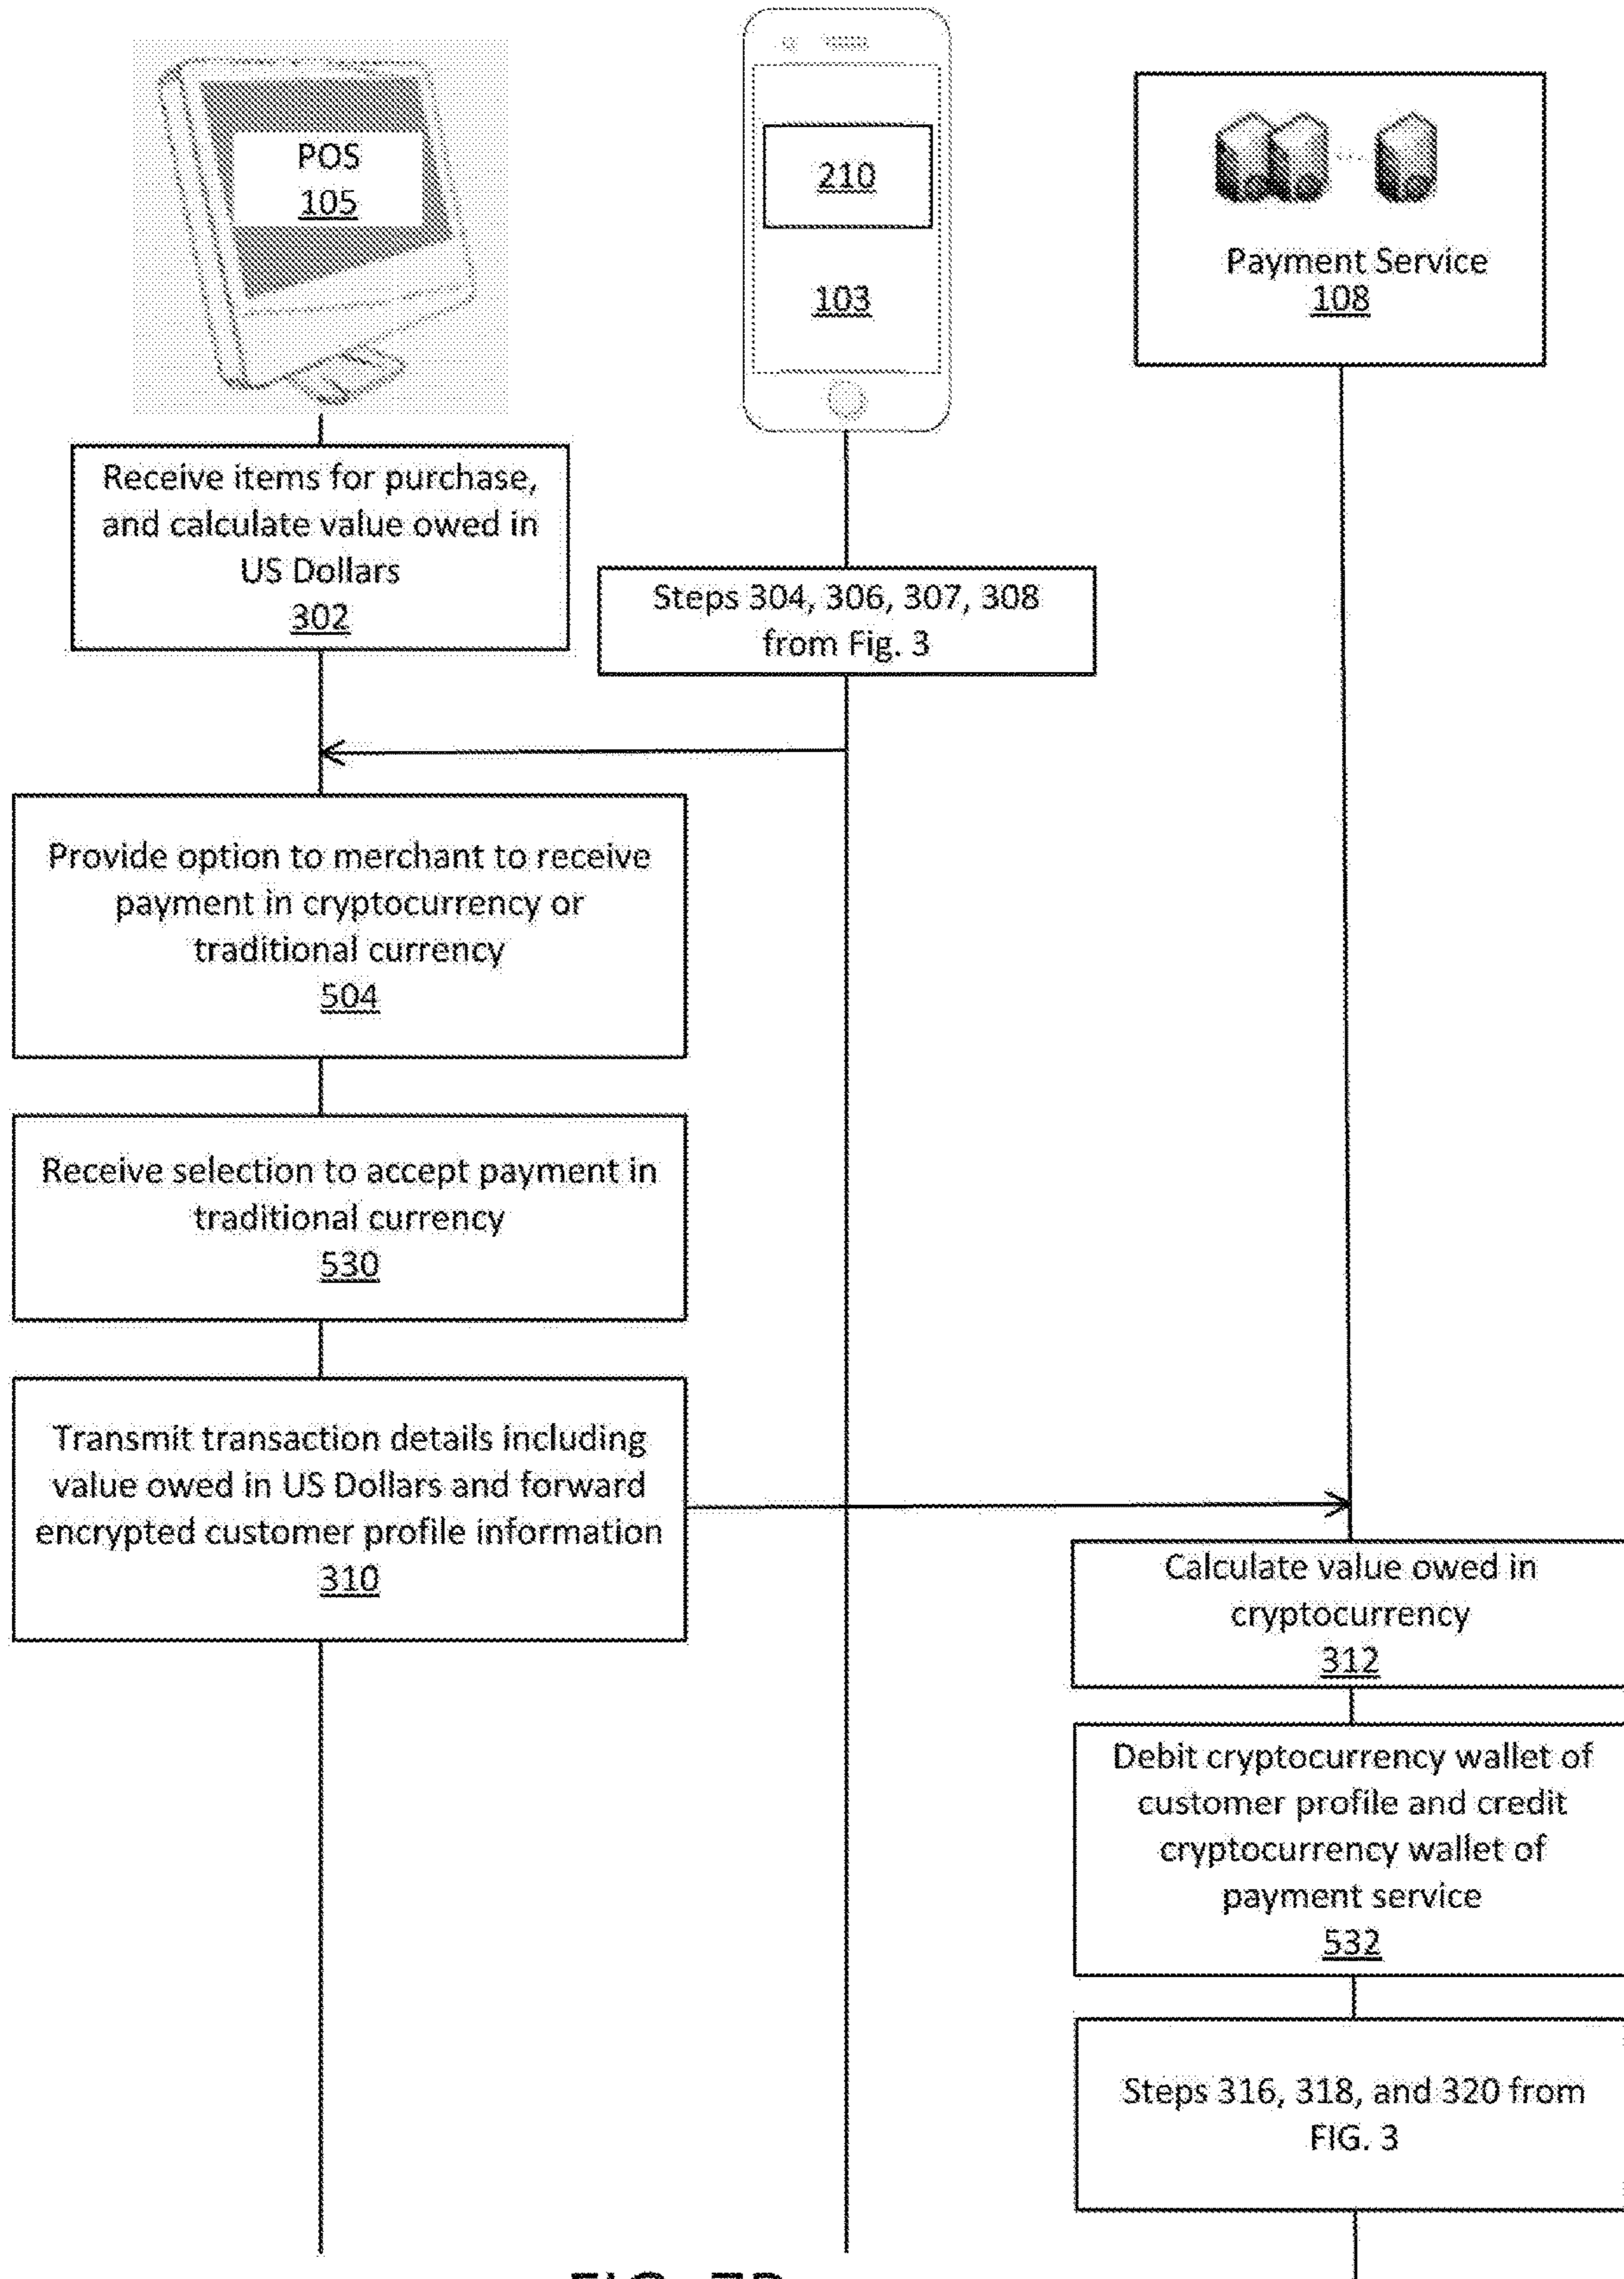 POS
105
210
103
Payment Service
108
Receive items for purchase,
and calculate value owed in
US Dollars
302
Steps 304, 306, 307, 308
from Fig. 3
Provide option to merchant to receive
payment in cryptocurrency or
traditional currency
504
Receive selection to accept payment in
traditional currency
530
Transmit transaction details including
value owed in US Dollars and forward
encrypted customer profile information
310
Calculate value owed in
cryptocurrency
312
Debit cryptocurrency wallet of
customer profile and credit
cryptocurrency wallet of
payment service
532
Steps 316, 318, and 320 from
FIG. 3